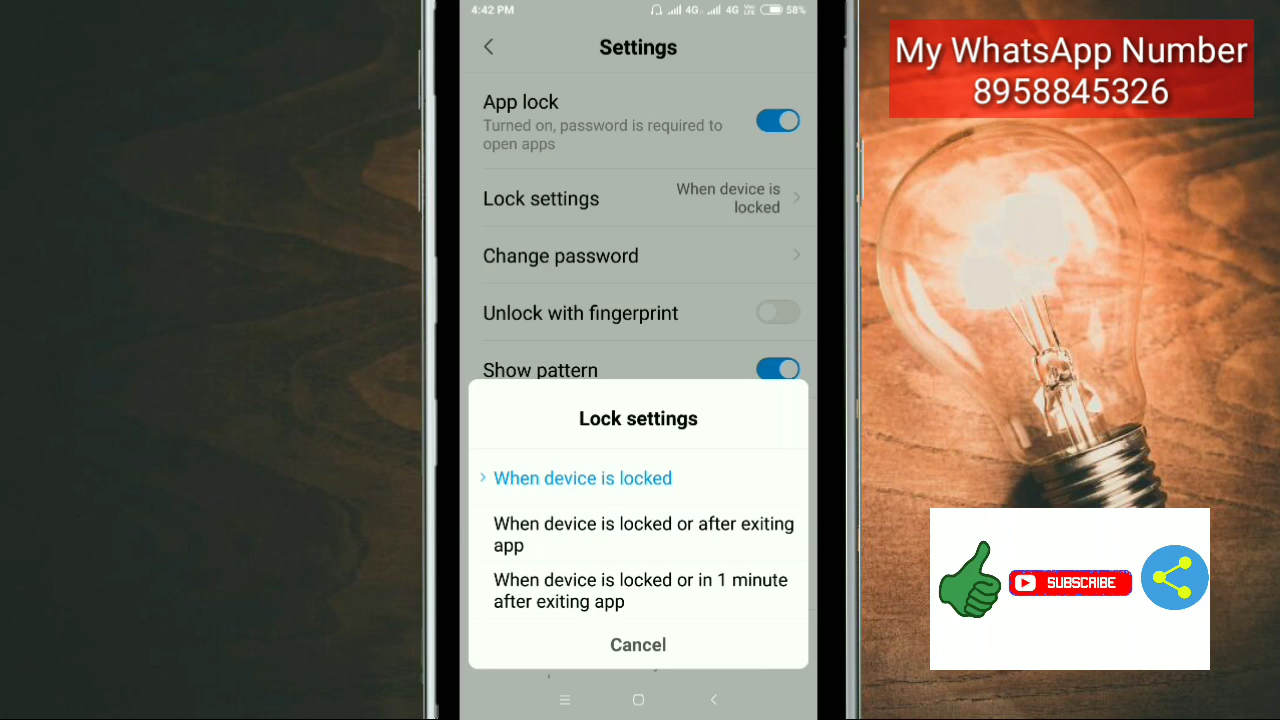 4:42 PM
4G
4G
58%
Settings
App lock
Turned on, password is required to
open apps
Lock settings
When device is
locked
Change password
Unlock with fingerprint
Show pattern
Lock settings
When device is locked
When device is locked or after exiting
app
When device is locked or in 1 minute
after exiting app
Cancel
My WhatsApp Number
8958845326
SUBSCRIBE